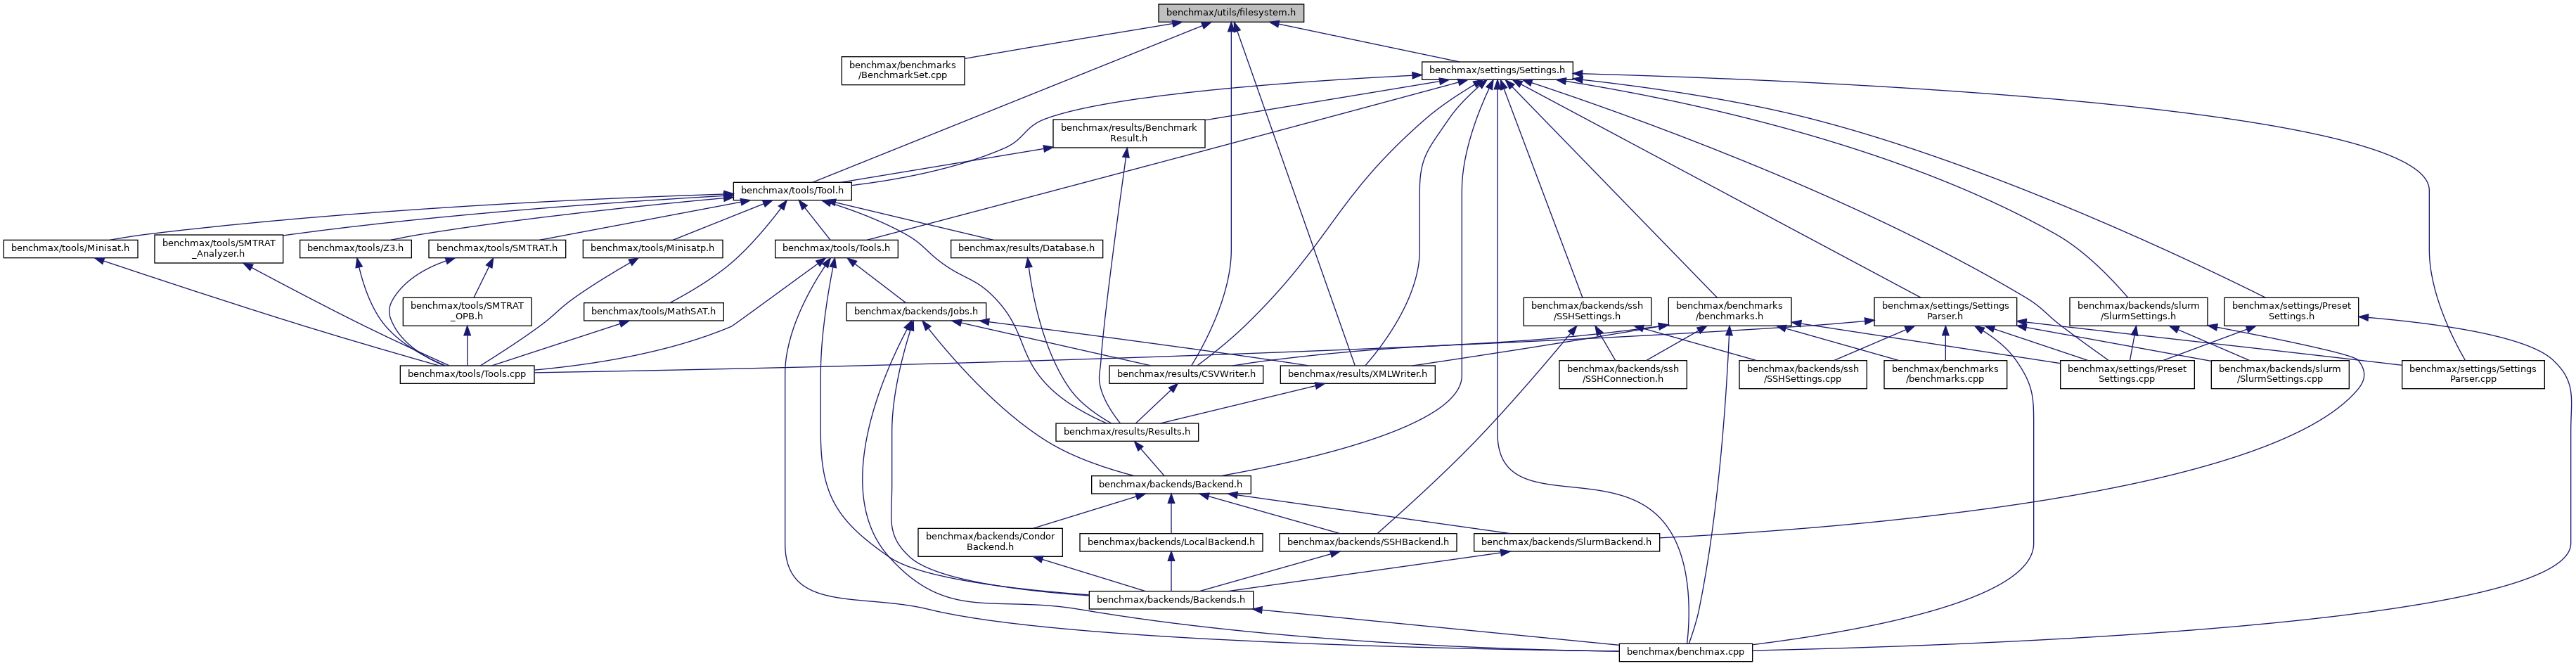 benchmax/utils/filesystem.h
benchmax/benchmarks
/BenchmarkSet.cpp
benchmax/settings/Settings.h
benchmax/results/Benchmark
Result.h
benchmax/tools/Tool.h
benchmax/tools/Minisat.h
benchmax/tools/SMTRAT
_Analyzer.h
benchmax/tools/Z3.h
benchmax/tools/SMTRAT.h
benchmax/tools/Minisatp.h
benchmax/tools/Tools.h
benchmax/results/Database.h
benchmax/tools/SMTRAT
_OPB.h
benchmax/tools/MathSAT.h
benchmax/backends/Jobs.h
benchmax/backends/ssh
/SSHSettings.h
benchmax/benchmarks
/benchmarks.h
benchmax/settings/Settings
Parser.h
benchmax/backends/slurm
/SlurmSettings.h
benchmax/settings/Preset
Settings.h
benchmax/tools/Tools.cpp
benchmax/results/CSVWriter.h
benchmax/results/XMLWriter.h
benchmax/backends/ssh
/SSHConnection.h
benchmax/backends/ssh
/SSHSettings.cpp
benchmax/benchmarks
/benchmarks.cpp
benchmax/settings/Preset
Settings.cpp
benchmax/backends/slurm
/SlurmSettings.cpp
benchmax/settings/Settings
Parser.cpp
benchmax/results/Results.h
benchmax/backends/Backend.h
benchmax/backends/Condor
Backend.h
benchmax/backends/LocalBackend.h
benchmax/backends/SSHBackend.h
benchmax/backends/SlurmBackend.h
benchmax/backends/Backends.h
benchmax/benchmax.cpp